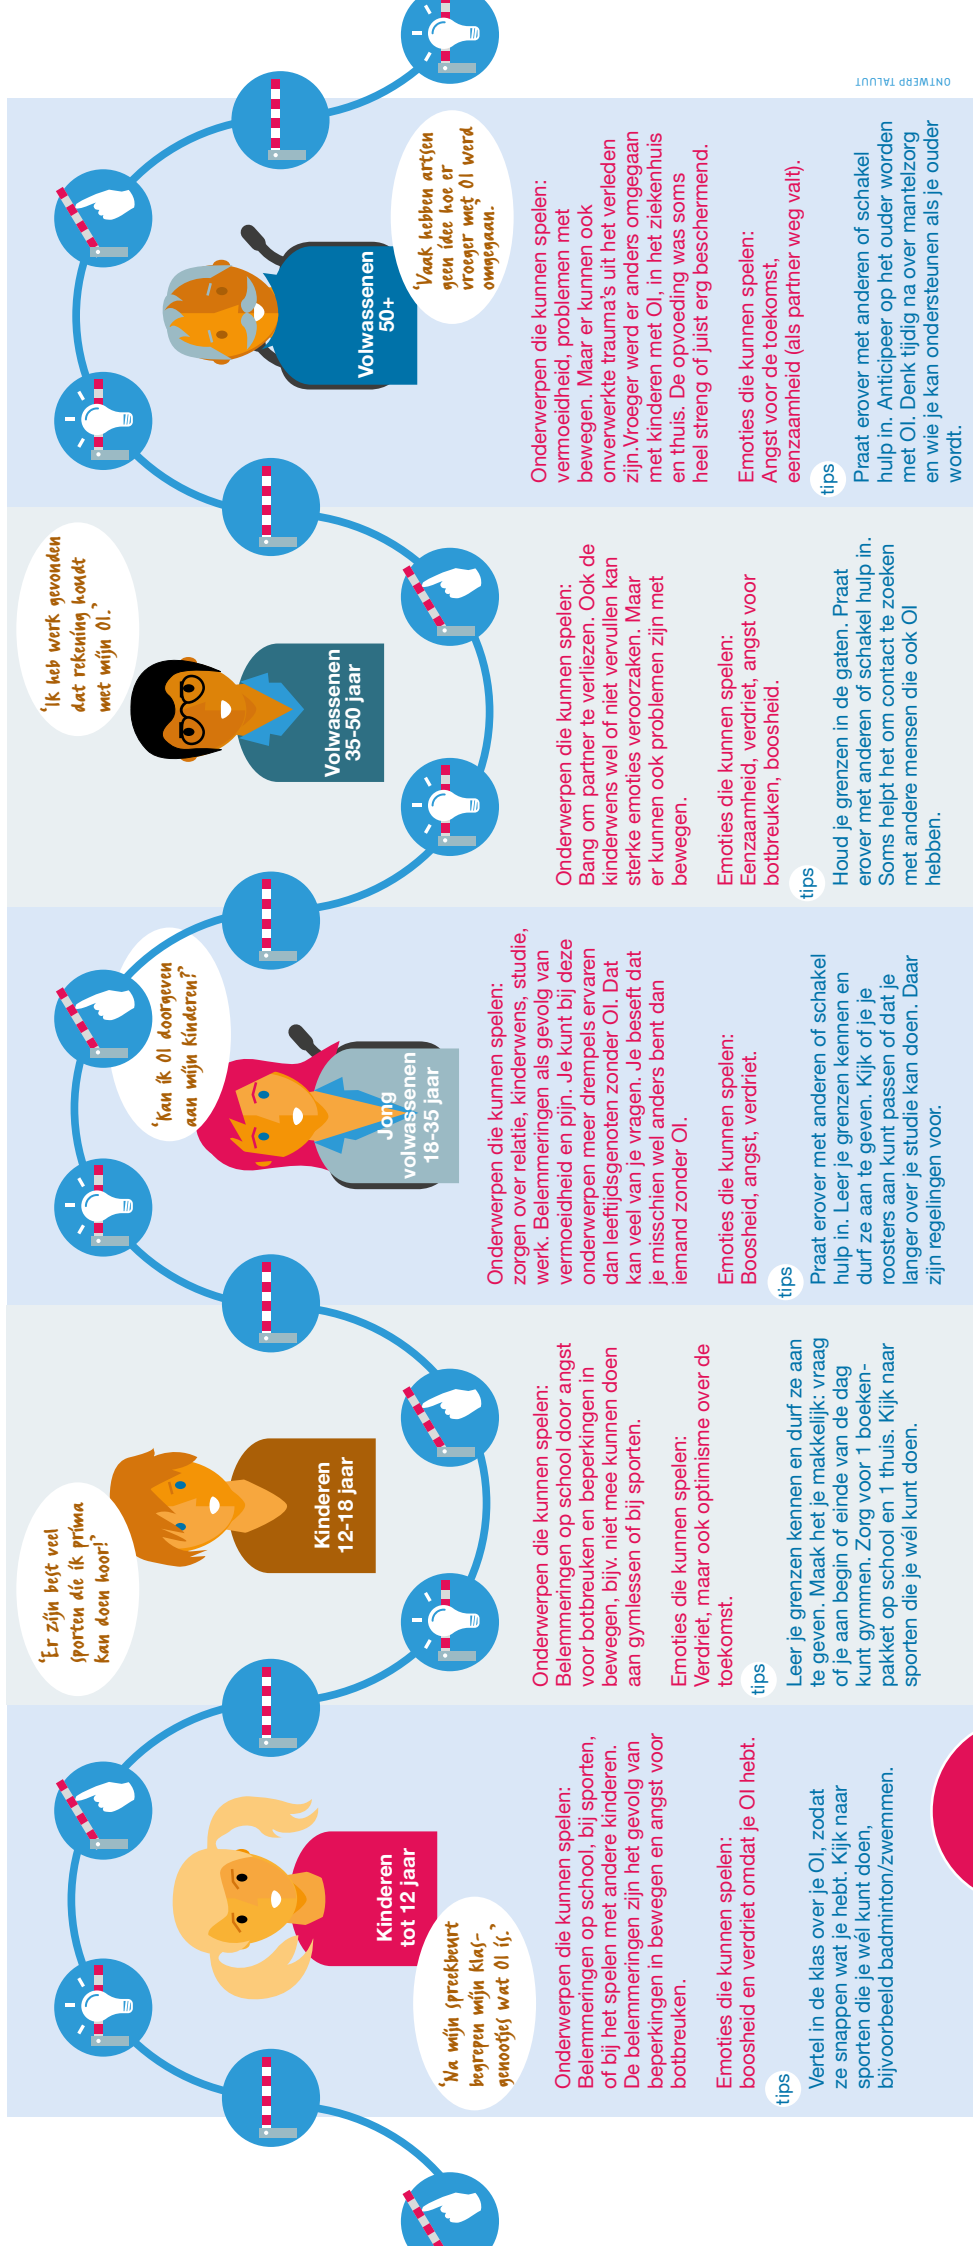 ‘Na mijn spreekbeurt
begrepen mijn klas-
genootjes wat OI is.’
Kinderen
tot 12 jaar
Onderwerpen die kunnen spelen:
Belemmeringen op school, bij sporten,
of bij het spelen met andere kinderen.
De belemmeringen zijn het gevolg van
beperkingen in bewegen en angst voor
botbreuken.
Emoties die kunnen spelen:
boosheid en verdriet omdat je OI hebt.
tips
Vertel in de klas over je OI, zodat
ze snappen wat je hebt. Kijk naar
sporten die je wél kunt doen,
bijvoorbeeld badminton/zwemmen.
‘Er zijn best veel
sporten die ik prima
kan doen hoor!’
Kinderen
12-18 jaar
Onderwerpen die kunnen spelen:
Belemmeringen op school door angst
voor botbreuken en beperkingen in
bewegen, bijv. niet mee kunnen doen
aan gymlessen of bij sporten.
Emoties die kunnen spelen:
Verdriet, maar ook optimisme over de
toekomst.
tips
Leer je grenzen kennen en durf ze aan
te geven. Maak het je makkelijk: vraag
of je aan begin of einde van de dag
kunt gymmen. Zorg voor 1 boeken-
pakket op school en 1 thuis. Kijk naar
sporten die je wél kunt doen.
‘Kan ik OI doorgeven
aan mijn kinderen?’
Jong
volwassenen
18-35 jaar
Onderwerpen die kunnen spelen:
zorgen over relatie, kinderwens, studie,
werk. Belemmeringen als gevolg van
vermoeidheid en pijn. Je kunt bij deze
onderwerpen meer drempels ervaren
dan leeftijdsgenoten zonder OI. Dat
kan veel van je vragen. Je beseft dat
je misschien wel anders bent dan
iemand zonder OI.
Emoties die kunnen spelen:
Boosheid, angst, verdriet.
tips
Praat erover met anderen of schakel
hulp in. Leer je grenzen kennen en
durf ze aan te geven. Kijk of je je
roosters aan kunt passen of dat je
langer over je studie kan doen. Daar
zijn regelingen voor.
‘Ik heb werk gevonden
dat rekening houdt
met mijn OI.’
Volwassenen
35-50 jaar
Onderwerpen die kunnen spelen:
Bang om partner te verliezen. Ook de
kinderwens wel of niet vervullen kan
sterke emoties veroorzaken. Maar
er kunnen ook problemen zijn met
bewegen.
Emoties die kunnen spelen:
Eenzaamheid, verdriet, angst voor
botbreuken, boosheid.
tips
Houd je grenzen in de gaten. Praat
erover met anderen of schakel hulp in.
Soms helpt het om contact te zoeken
met andere mensen die ook OI
hebben.
‘Vaak hebben artsen
geen idee hoe er
vroeger met OI werd
omgegaan.
Volwassenen
50+
Onderwerpen die kunnen spelen:
vermoeidheid, problemen met
bewegen. Maar er kunnen ook
onverwerkte trauma’s uit het verleden
zijn.Vroeger werd er anders omgegaan
met kinderen met OI, in het ziekenhuis
en thuis. De opvoeding was soms
heel streng of juist erg beschermend.
Emoties die kunnen spelen:
Angst voor de toekomst,
eenzaamheid (als partner weg valt).
tips
Praat erover met anderen of schakel
hulp in. Anticipeer op het ouder worden
met OI. Denk tijdig na over mantelzorg
en wie je kan ondersteunen als je ouder
wordt.
ONTWERP TALUUT